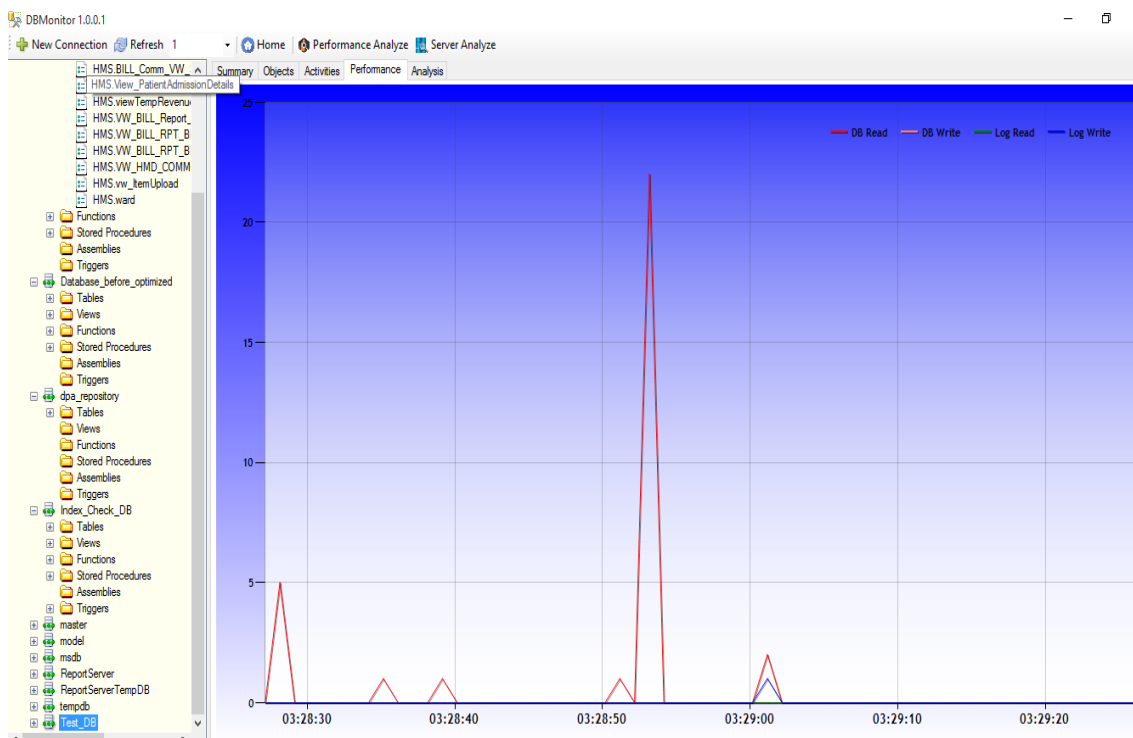 DBMonitor 1.0.0.1
New Connection Refresh 1 Home Performance Analyze Server Analyze
Summary Objects Activities Performance Analysis
HMS.BILL_Comm_VW_
HMS.View_PatientAdmissionDetails
HMS.viewTempRevenu
HMS.VW_BILL_Report_
HMS.VW_BILL_RPT_B
HMS.VW_BILL_RPT_B
HMS.VW_HMD_COMM
HMS.vw_ItemUpload
HMS.ward
Functions
Stored Procedures
Assemblies
Triggers
Database_before_optimized
Tables
Views
Functions
Stored Procedures
Assemblies
Triggers
dpa_repository
Tables
Views
Functions
Stored Procedures
Assemblies
Triggers
Index_Check_DB
Tables
Views
Functions
Stored Procedures
Assemblies
Triggers
master
model
msdb
ReportServer
ReportServerTempDB
tempdb
Test_DB
DB Read DB Write Log Read Log Write
25
20
15
10
5
0
03:28:30 03:28:40 03:28:50 03:29:00 03:29:10 03:29:20